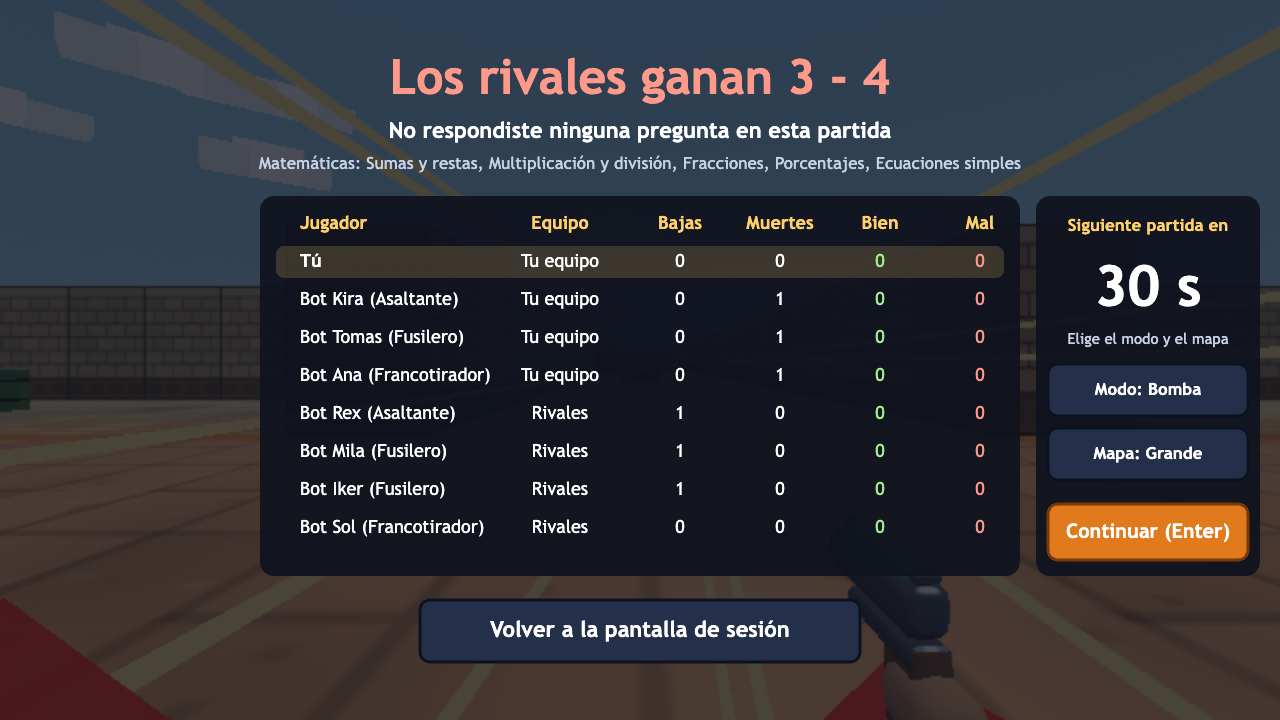 Los rivales ganan 3 - 4
No respondiste ninguna pregunta en esta partida
Matemáticas: Sumas y restas, Multiplicación y división, Fracciones, Porcentajes, Ecuaciones simples
Jugador Equipo Bajas Muertes Bien Mal
Tú Tu equipo 0 0 0 0
Bot Kira (Asaltante) Tu equipo 0 1 0 0
Bot Tomas (Fusilero) Tu equipo 0 1 0 0
Bot Ana (Francotirador) Tu equipo 0 1 0 0
Bot Rex (Asaltante) Rivales 1 0 0 0
Bot Mila (Fusilero) Rivales 1 0 0 0
Bot Iker (Fusilero) Rivales 1 0 0 0
Bot Sol (Francotirador) Rivales 0 0 0 0
Siguiente partida en
30 s
Elige el modo y el mapa
Modo: Bomba
Mapa: Grande
Continuar (Enter)
Volver a la pantalla de sesión